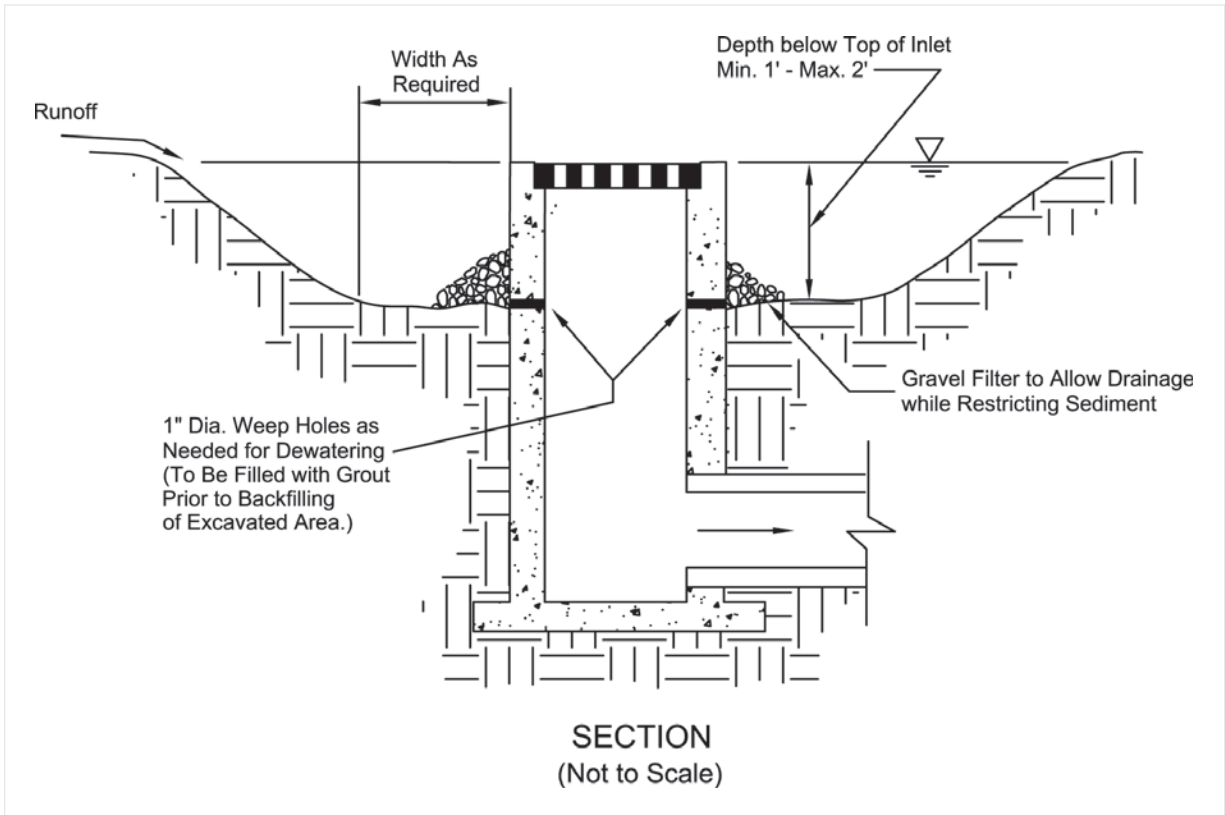 Depth below Top of Inlet
Min. 1' - Max. 2'
Width As
Required
Runoff
Gravel Filter to Allow Drainage
while Restricting Sediment
1" Dia. Weep Holes as
Needed for Dewatering
(To Be Filled with Grout
Prior to Backfilling
of Excavated Area.)
SECTION
(Not to Scale)